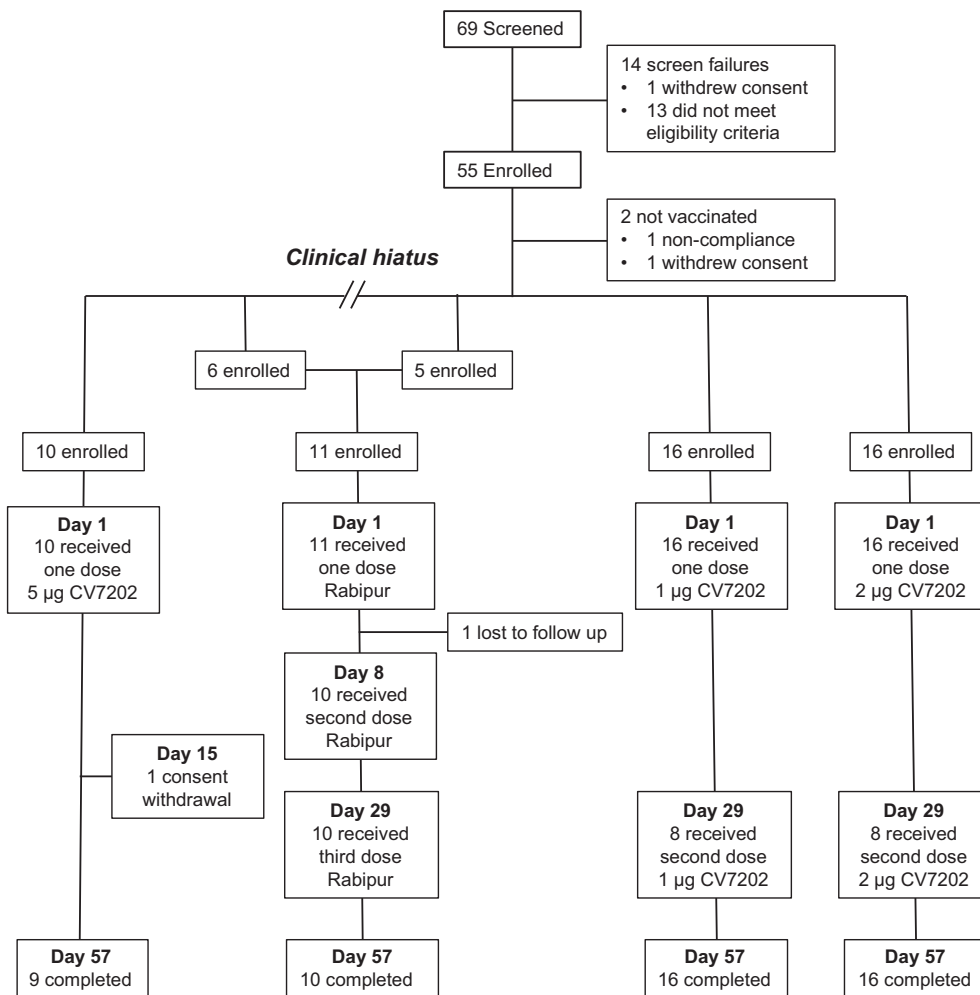 69 Screened
14 screen failures
• 1 withdrew consent
• 13 did not meet
eligibility criteria
55 Enrolled
2 not vaccinated
• 1 non-compliance
• 1 withdrew consent
Clinical hiatus
6 enrolled
5 enrolled
10 enrolled
11 enrolled
16 enrolled
16 enrolled
Day 1
10 received
one dose
5 µg CV7202
Day 1
11 received
one dose
Rabipur
Day 1
16 received
one dose
1 µg CV7202
Day 1
16 received
one dose
2 µg CV7202
1 lost to follow up
Day 8
10 received
second dose
Rabipur
Day 15
1 consent
withdrawal
Day 29
10 received
third dose
Rabipur
Day 29
8 received
second dose
1 µg CV7202
Day 29
8 received
second dose
2 µg CV7202
Day 57
9 completed
Day 57
10 completed
Day 57
16 completed
Day 57
16 completed